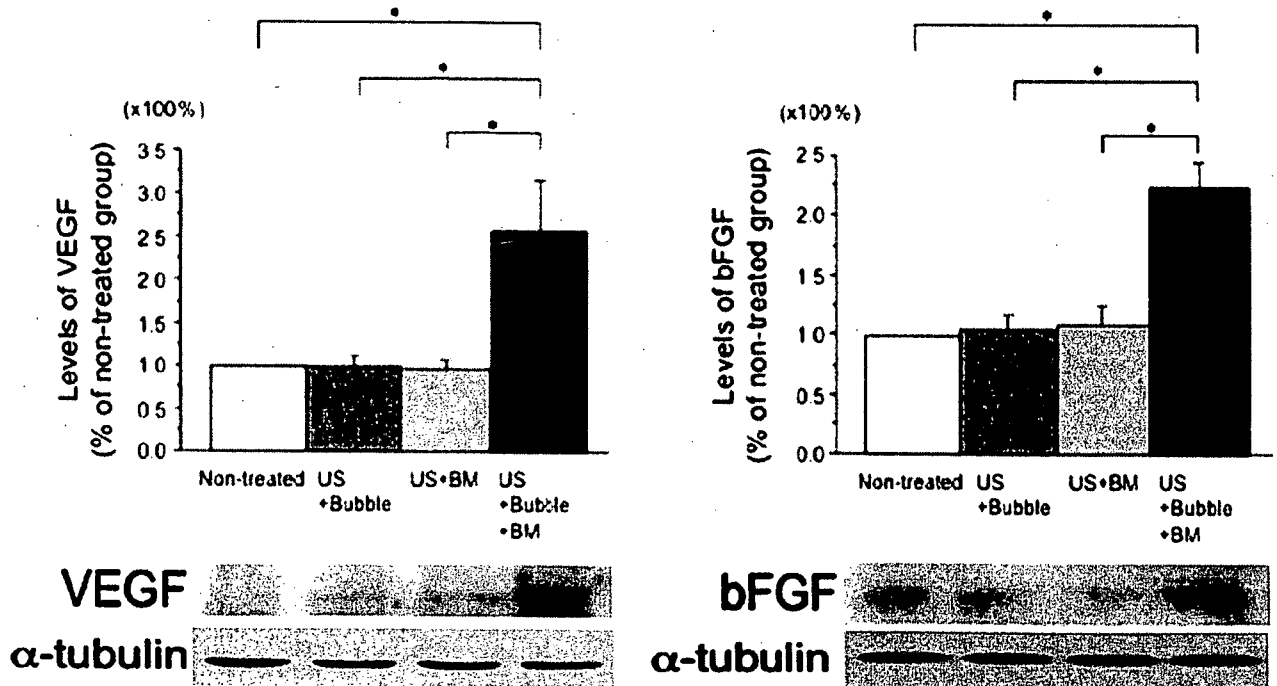 *
*
*
(x100%)
Levels of VEGF
(% of non-treated group)
3 5
3.0
2.5
2 0
1.5
1.0
0 5
0.0
Non-treated
US
+Bubble
US+BM
US
+Bubble
+BM
VEGF
α-tubulin
*
*
*
(x100%)
Levels of bFGF
(% of non-treated group)
2 5
2.0
1.5
1.0
0 5
0.0
Non-treated
US
+Bubble
US+BM
US
+Bubble
+BM
bFGF
α-tubulin